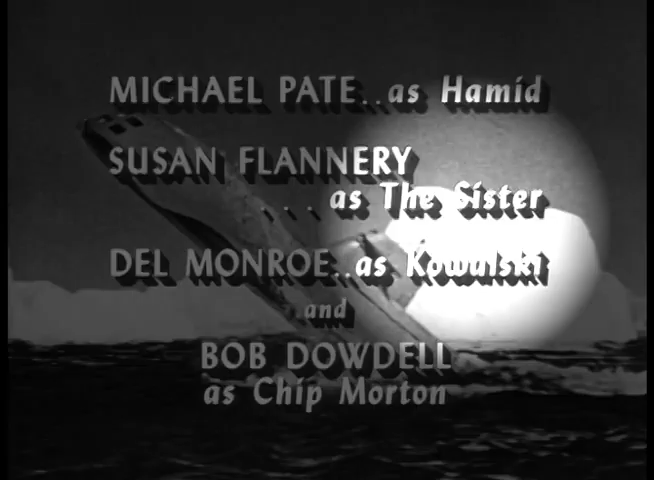 MICHAEL PATE..as Hamid
SUSAN FLANNERY
...as The Sister
DEL MONROE..as Kowalski
..and
BOB DOWDELL
as Chip Morton